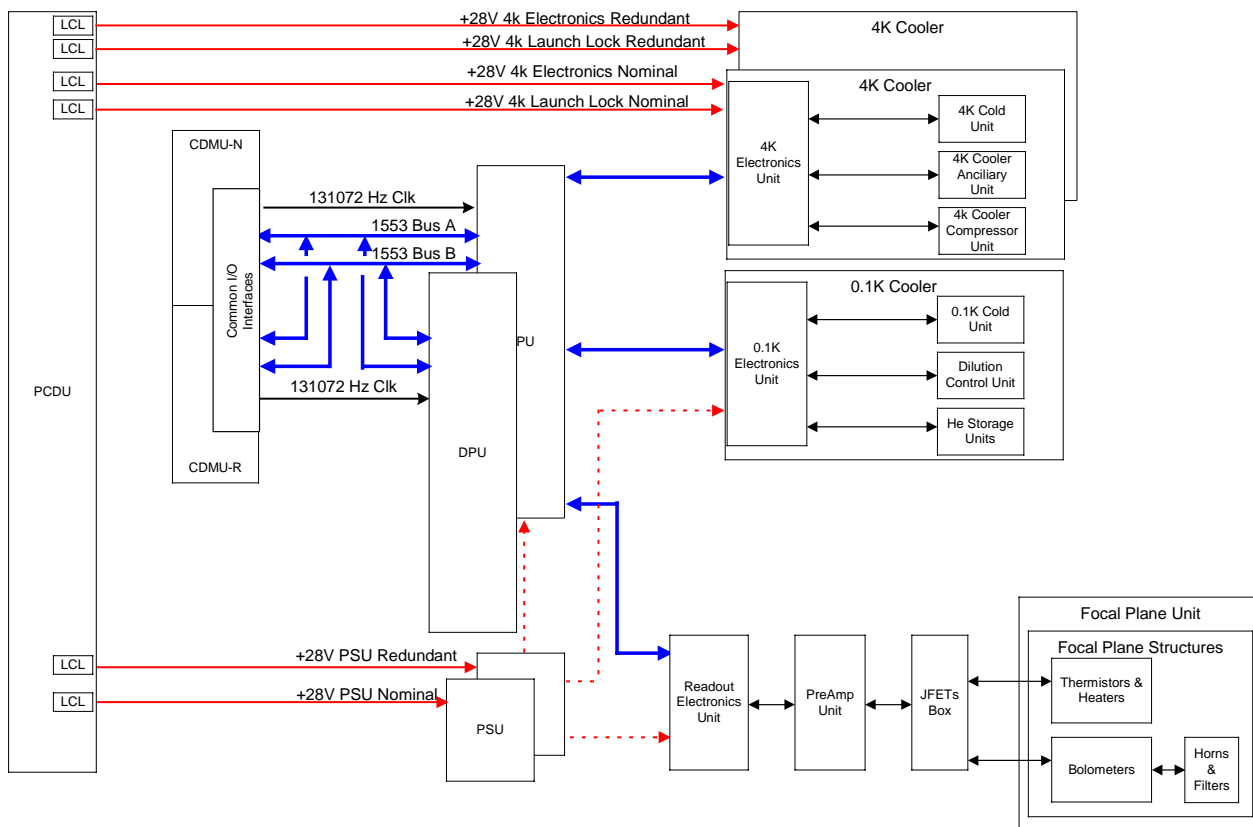 LCL
+28V 4k Electronics Redundant
LCL
+28V 4k Launch Lock Redundant
4K Cooler
LCL
+28V 4k Electronics Nominal
LCL
+28V 4k Launch Lock Nominal
4K Cooler
4K
Electronics
Unit
4K Cold
Unit
4K Cooler
Anciliary
Unit
4k Cooler
Compressor
Unit
CDMU-N
Common I/O
Interfaces
CDMU-R
131072 Hz Clk
1553 Bus A
1553 Bus B
131072 Hz Clk
PCDU
PU
DPU
0.1K Cooler
0.1K
Electronics
Unit
0.1K Cold
Unit
Dilution
Control Unit
He Storage
Units
LCL
+28V PSU Redundant
LCL
+28V PSU Nominal
PSU
Readout
Electronics
Unit
PreAmp
Unit
JFETs
Box
Focal Plane Unit
Focal Plane Structures
Thermistors &
Heaters
Bolometers
Horns
&
Filters